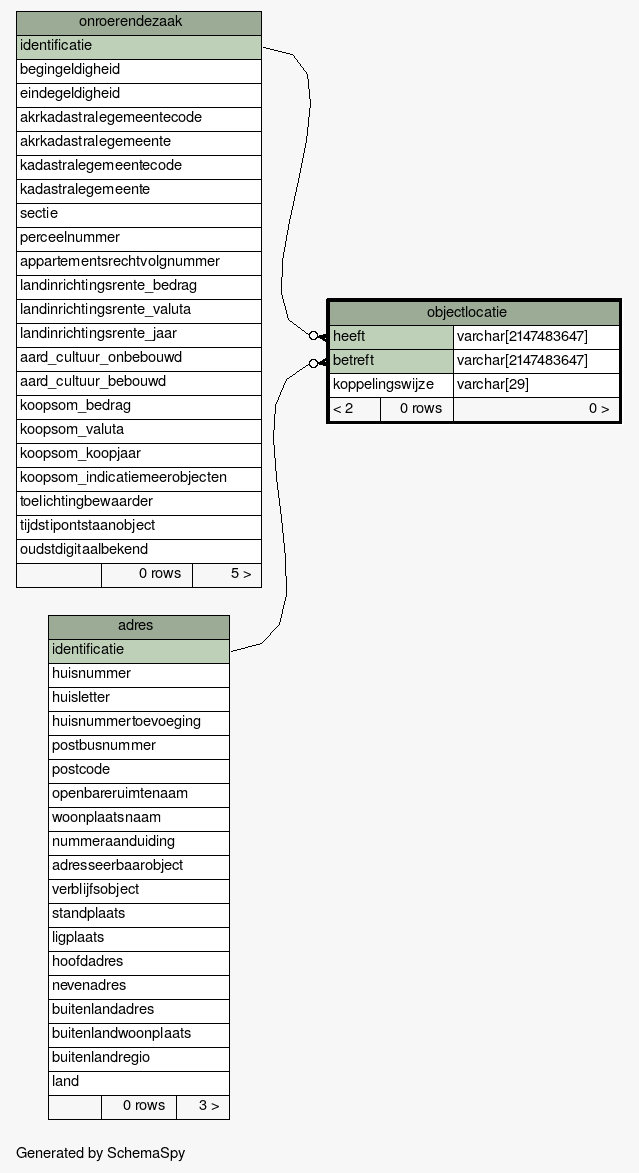 onroerendezaak
identificatie
begingeldigheid
eindegeldigheid
akrkadastralegemeentecode
akrkadastralegemeente
kadastralegemeentecode
kadastralegemeente
sectie
perceelnummer
appartementsrechtvolgnummer
landinrichtingsrente_bedrag
landinrichtingsrente_valuta
landinrichtingsrente_jaar
aard_cultuur_onbebouwd
aard_cultuur_bebouwd
koopsom_bedrag
koopsom_valuta
koopsom_koopjaar
koopsom_indicatiemeerobjecten
toelichtingbewaarder
tijdstipontstaanobject
oudstdigitaalbekend
0 rows 5 >
objectlocatie
heeft varchar[2147483647]
betreft varchar[2147483647]
koppelingswijze varchar[29]
< 2 0 rows 0 >
adres
identificatie
huisnummer
huisletter
huisnummertoevoeging
postbusnummer
postcode
openbareruimtenaam
woonplaatsnaam
nummeraanduiding
adresseerbaarobject
verblijfsobject
standplaats
ligplaats
hoofdadres
nevenadres
buitenlandadres
buitenlandwoonplaats
buitenlandregio
land
0 rows 3 >
Generated by SchemaSpy